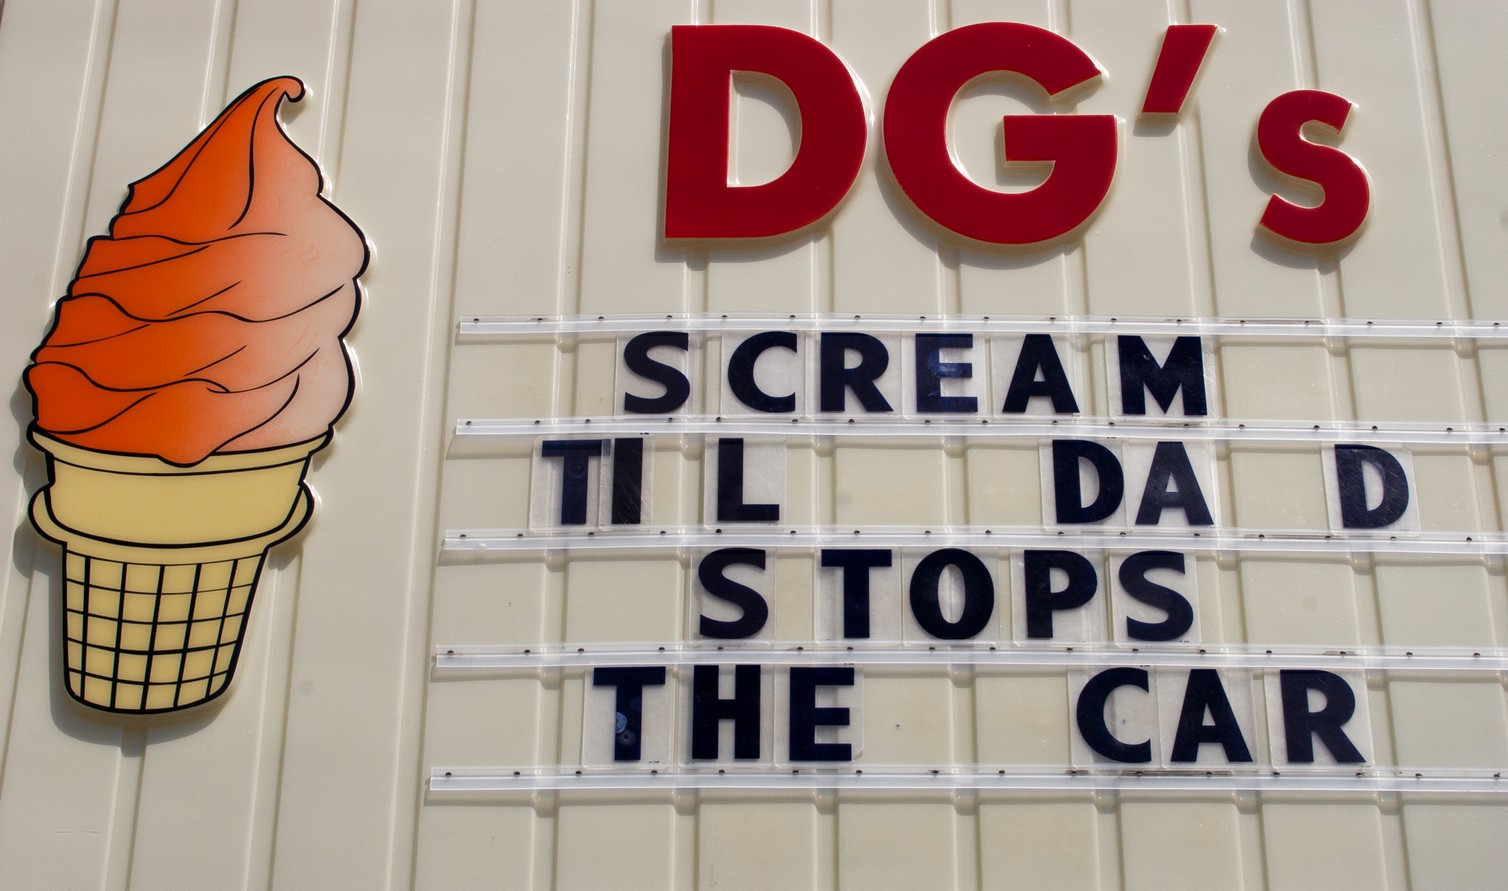 DG's
SCREAM
TIL DAD
STOPS
THE CAR